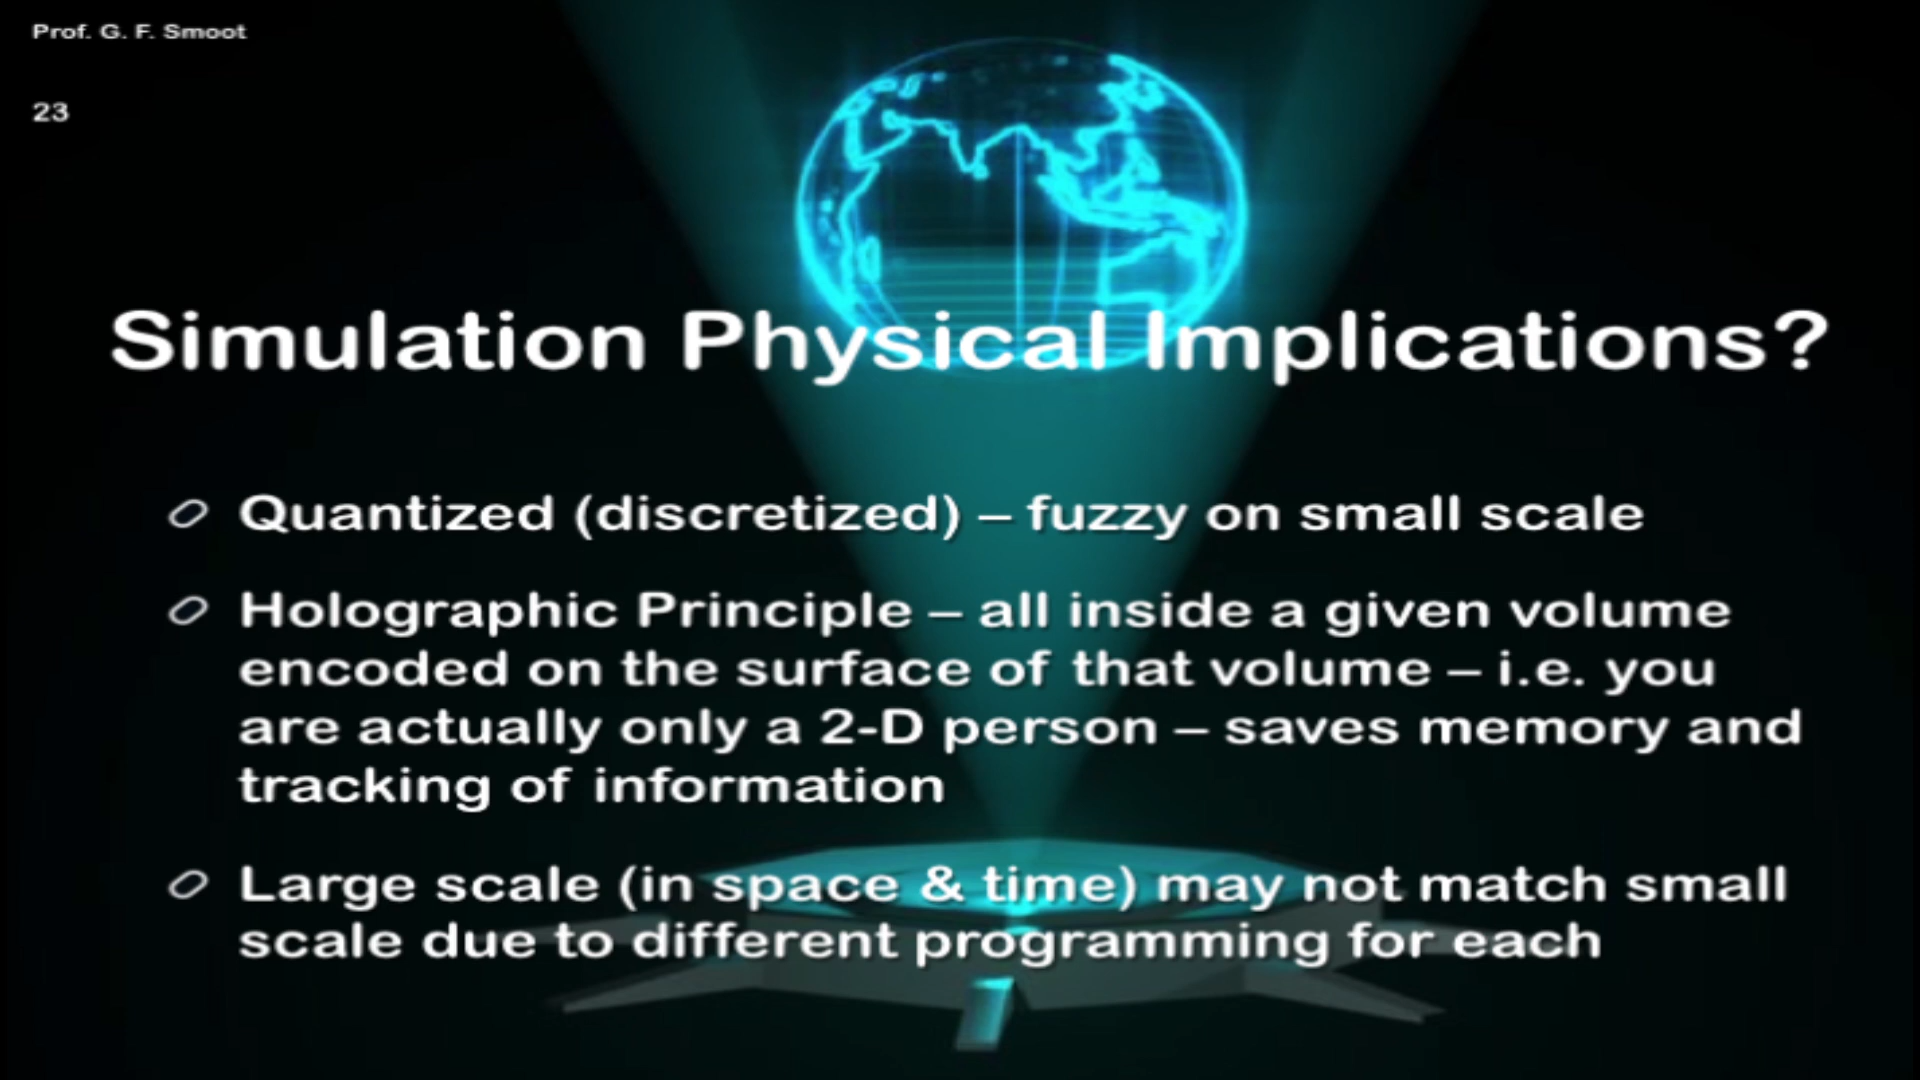 Prof. G. F. Smoot
23
Simulation Physical Implications?
Quantized (discretized) – fuzzy on small scale
Holographic Principle – all inside a given volume
encoded on the surface of that volume – i.e. you
are actually only a 2-D person – saves memory and
tracking of information
Large scale (in space & time) may not match small
scale due to different programming for each